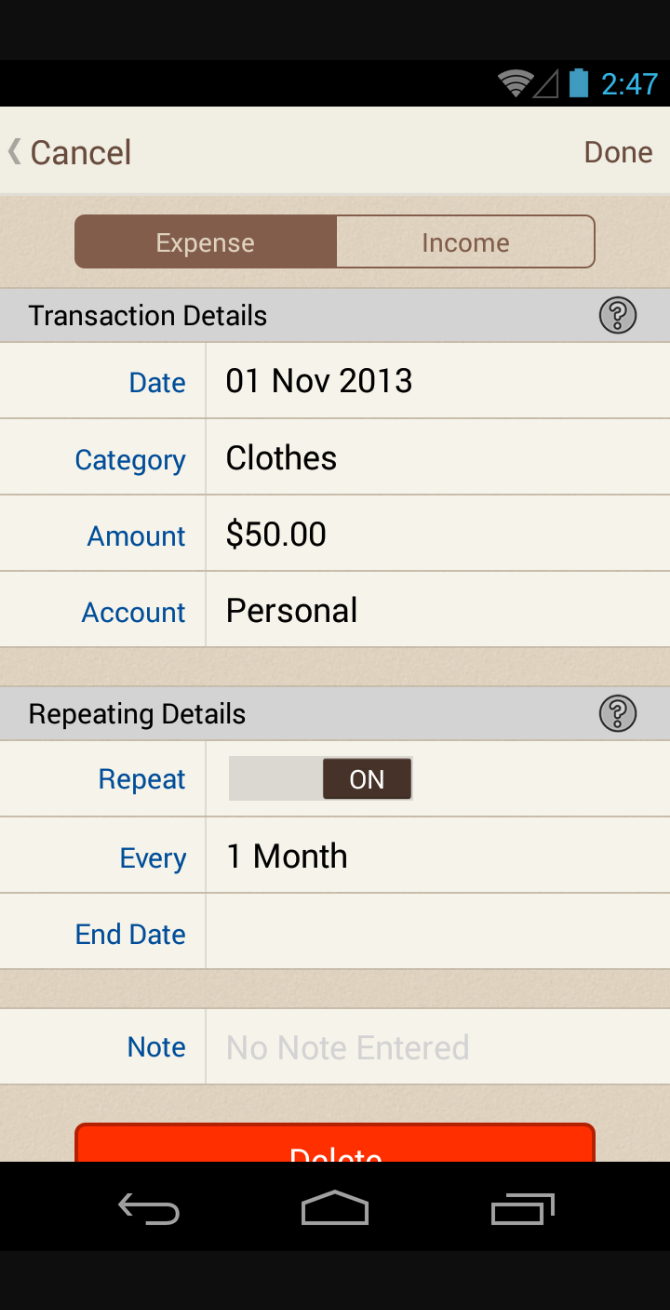 2:47
Cancel Done
Expense Income
Transaction Details ?
Date 01 Nov 2013
Category Clothes
Amount $50.00
Account Personal
Repeating Details ?
Repeat ON
Every 1 Month
End Date
Note No Note Entered
Delete